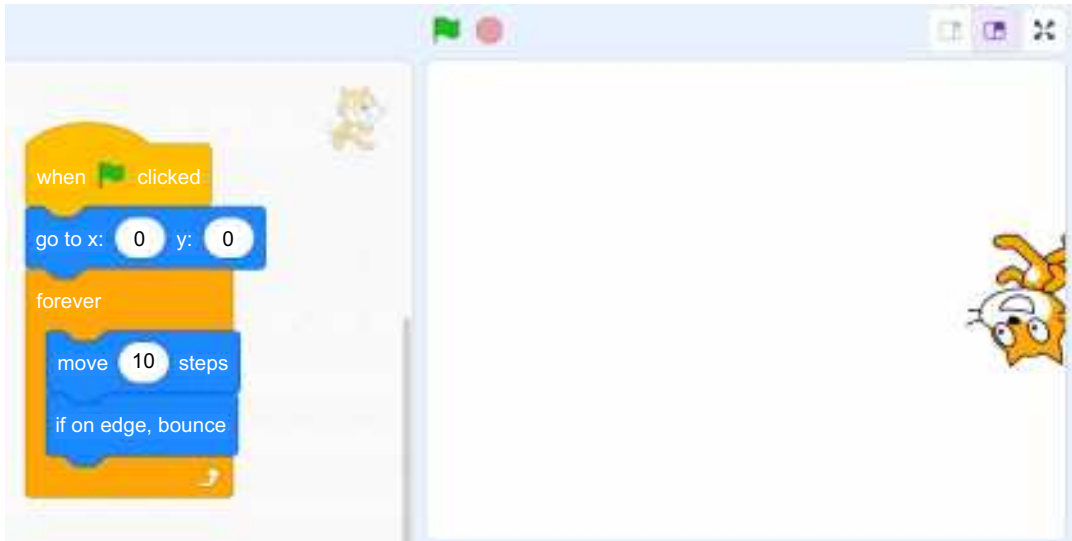 when clicked
go to x: 0 y: 0
forever
move 10 steps
if on edge, bounce